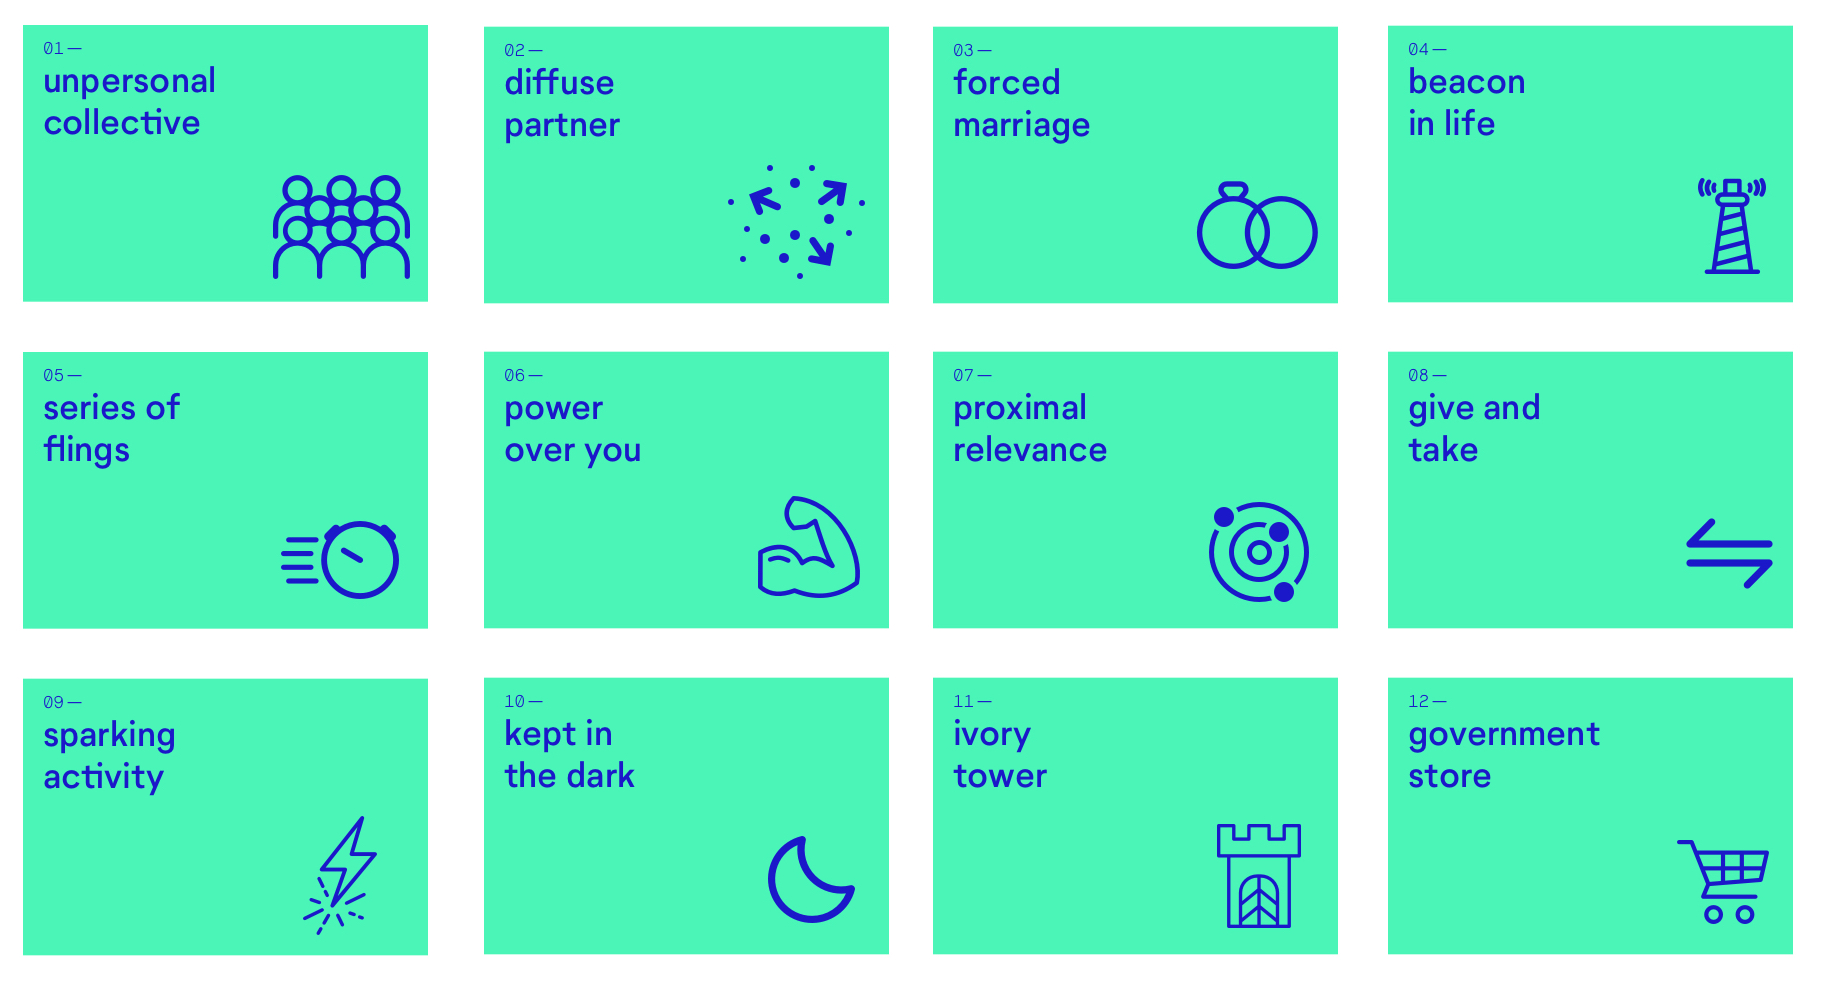 01—
unpersonal
collective
02—
diffuse
partner
03—
forced
marriage
04—
beacon
in life
05—
series of
flings
06—
power
over you
07—
proximal
relevance
08—
give and
take
09—
sparking
activity
10—
kept in
the dark
11—
ivory
tower
12—
government
store